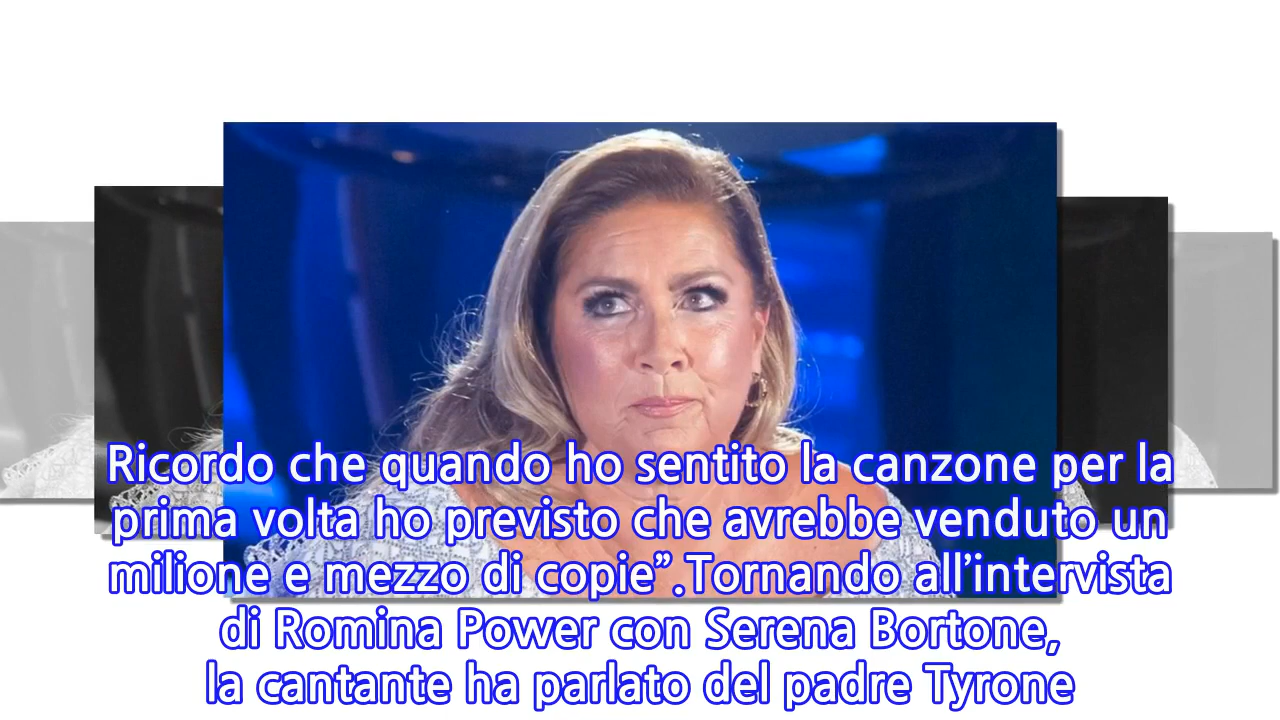 Ricordo che quando ho sentito la canzone per la
prima volta ho previsto che avrebbe venduto un
milione e mezzo di copie”.Tornando all’intervista
di Romina Power con Serena Bortone,
la cantante ha parlato del padre Tyrone